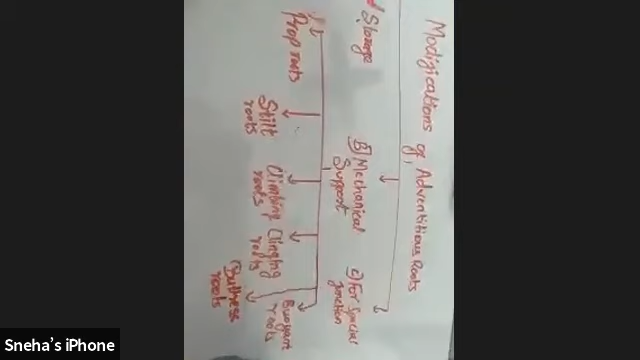 Modifications of Adventitious Roots
Storage
B) Mechanical
Support
C) For Special
function
Prop roots
Stilt
roots
Climbing
roots
Clinging
roots
Buttress
roots
Buoyant
roots
Sneha's iPhone